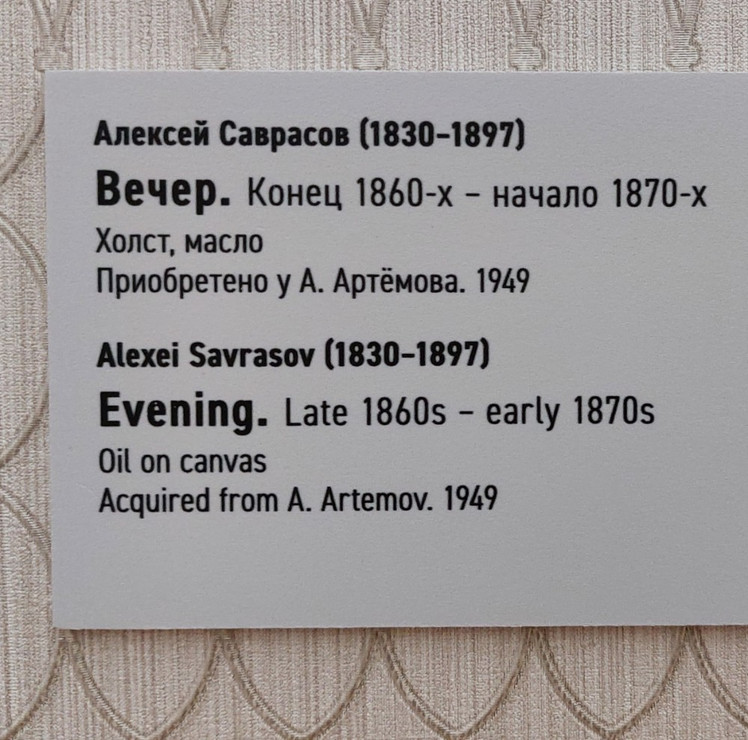 Алексей Саврасов (1830–1897)
Вечер. Конец 1860-х – начало 1870-х
Холст, масло
Приобретено у А. Артёмова. 1949
Alexei Savrasov (1830–1897)
Evening. Late 1860s – early 1870s
Oil on canvas
Acquired from A. Artemov. 1949